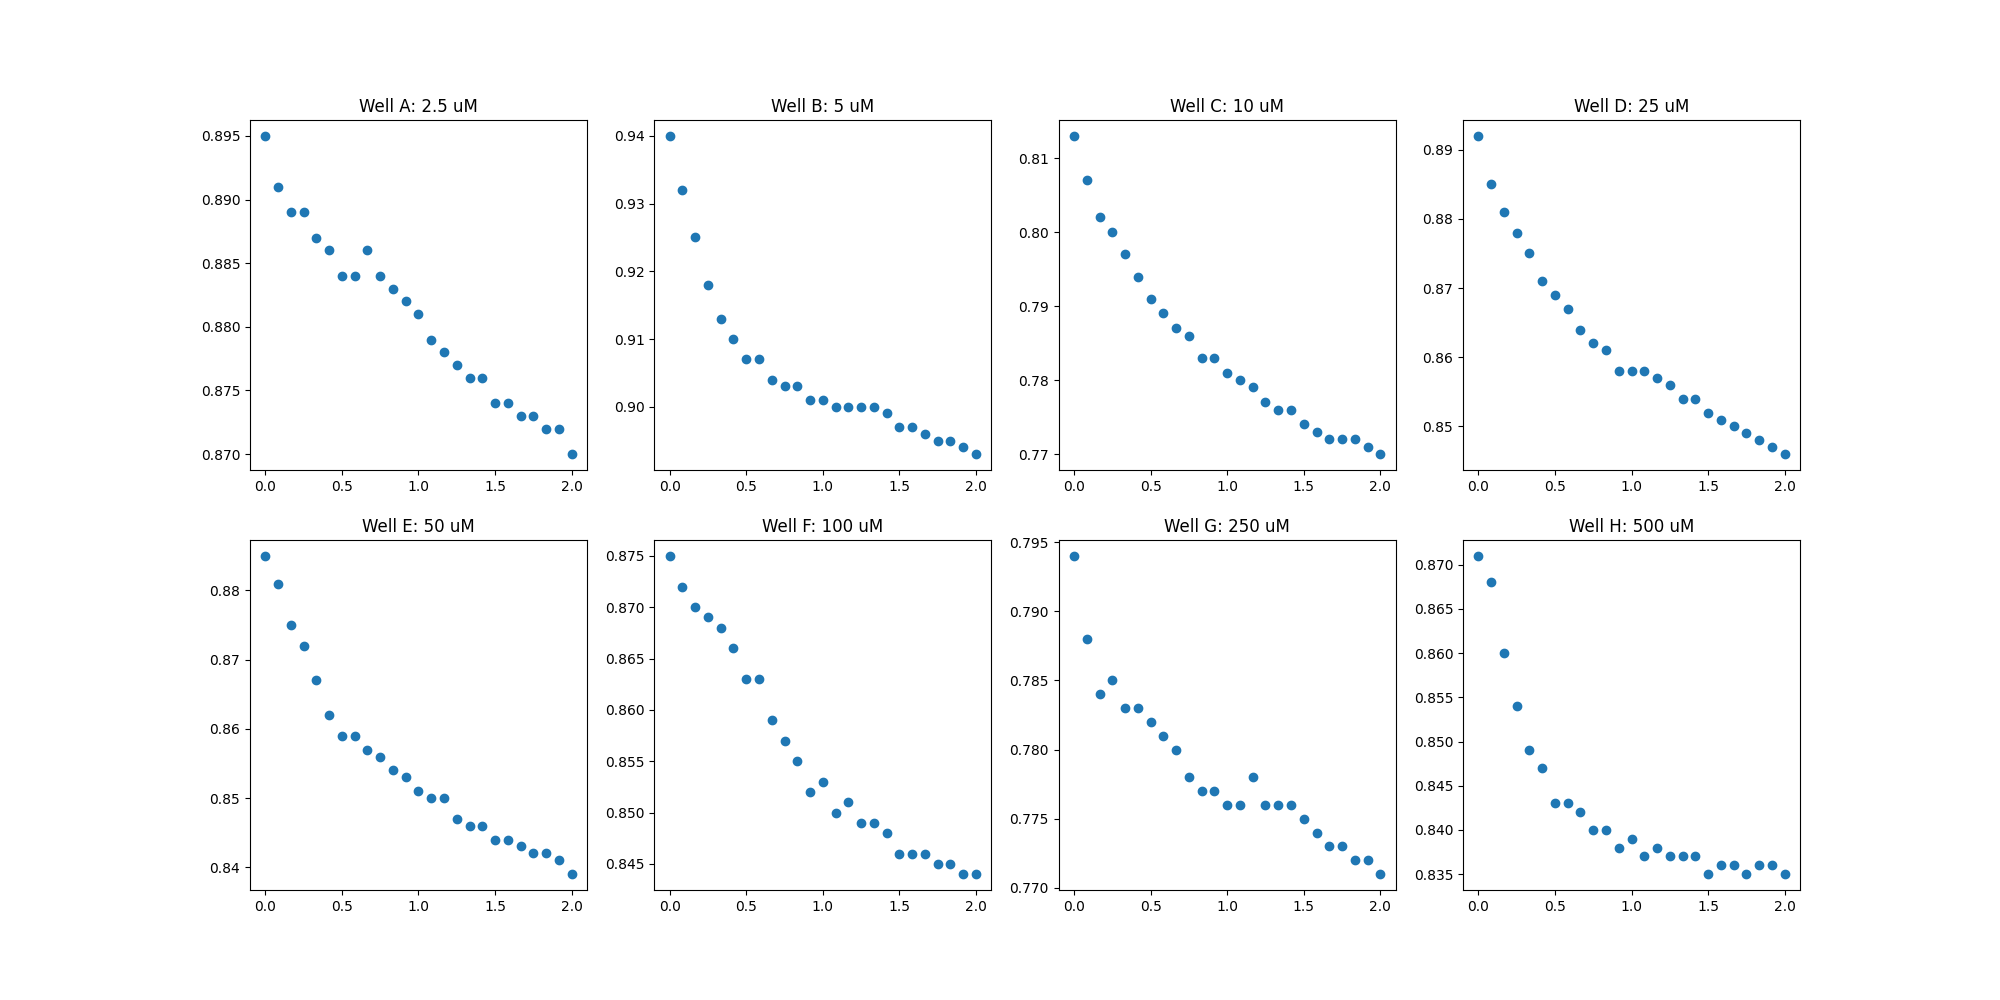 Well A: 2.5 uM
0.895
0.890
0.885
0.880
0.875
0.870
0.0 0.5 1.0 1.5 2.0
Well B: 5 uM
0.94
0.93
0.92
0.91
0.90
0.0 0.5 1.0 1.5 2.0
Well C: 10 uM
0.81
0.80
0.79
0.78
0.77
0.0 0.5 1.0 1.5 2.0
Well D: 25 uM
0.89
0.88
0.87
0.86
0.85
0.0 0.5 1.0 1.5 2.0
Well E: 50 uM
0.88
0.87
0.86
0.85
0.84
0.0 0.5 1.0 1.5 2.0
Well F: 100 uM
0.875
0.870
0.865
0.860
0.855
0.850
0.845
0.0 0.5 1.0 1.5 2.0
Well G: 250 uM
0.795
0.790
0.785
0.780
0.775
0.770
0.0 0.5 1.0 1.5 2.0
Well H: 500 uM
0.870
0.865
0.860
0.855
0.850
0.845
0.840
0.835
0.0 0.5 1.0 1.5 2.0